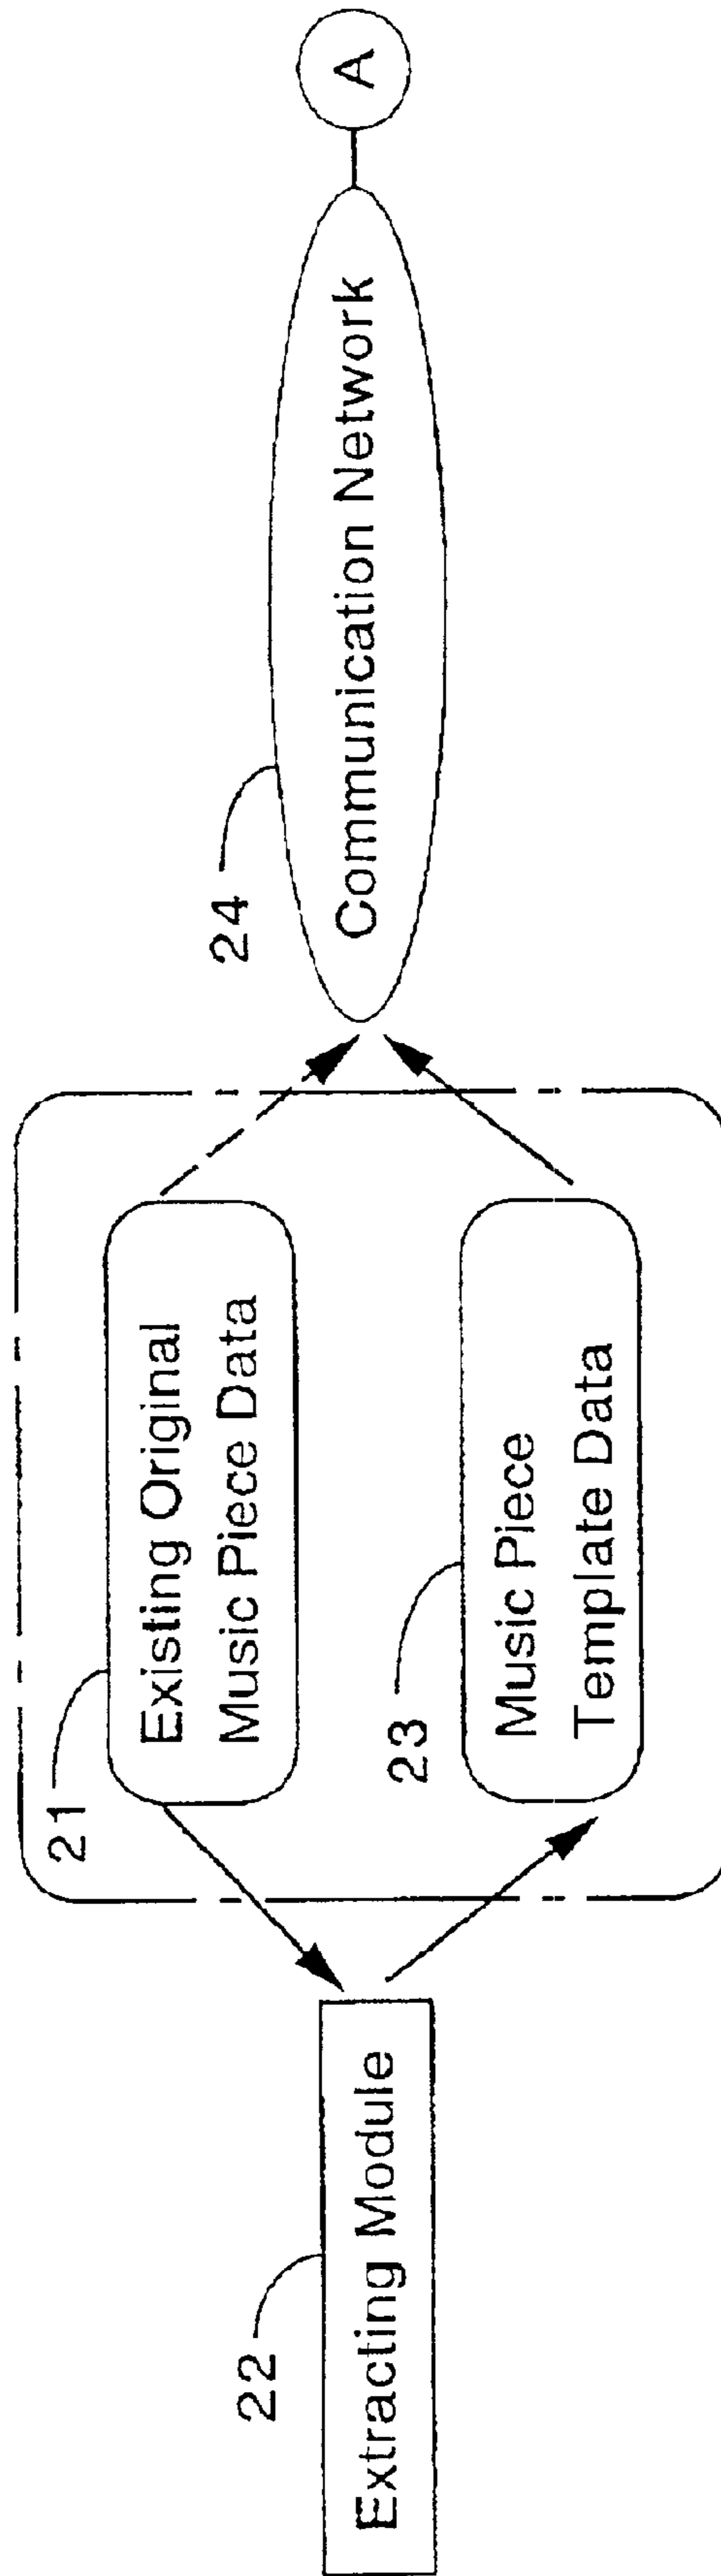 22
Extracting Module
21
Existing Original
Music Piece Data
23
Music Piece
Template Data
24
Communication Network
A